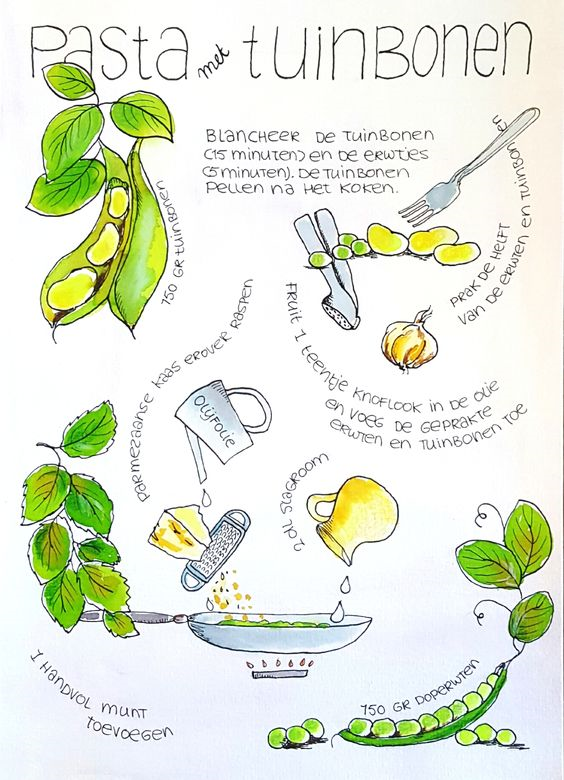 Pasta met tuinBonen
Blancheer de tuinbonen
(15 minuten) en de erwtjes
(5 minuten). De tuinbonen
pellen na het koken.
750 gr tuinbonen
Prak de helft
van de erwten en tuinbonen
Fruit 1 teentje knoflook in de olie
en voeg de geprakte
erwten en tuinbonen toe
Parmezaanse kaas erover raspen
olijfolie
2 dl slagroom
1 handvol munt
toevoegen
750 gr doperwten